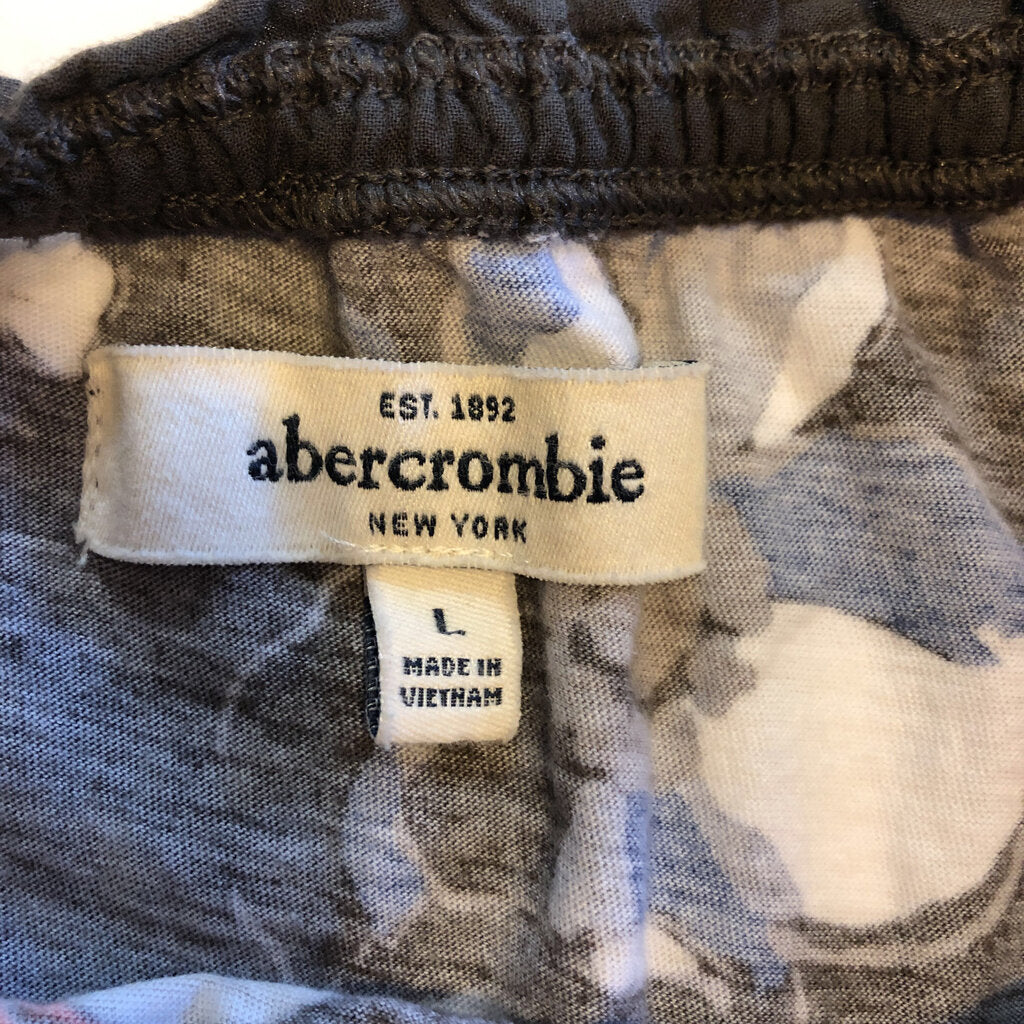 EST. 1892
abercrombie
NEW YORK
L
MADE IN
VIETNAM